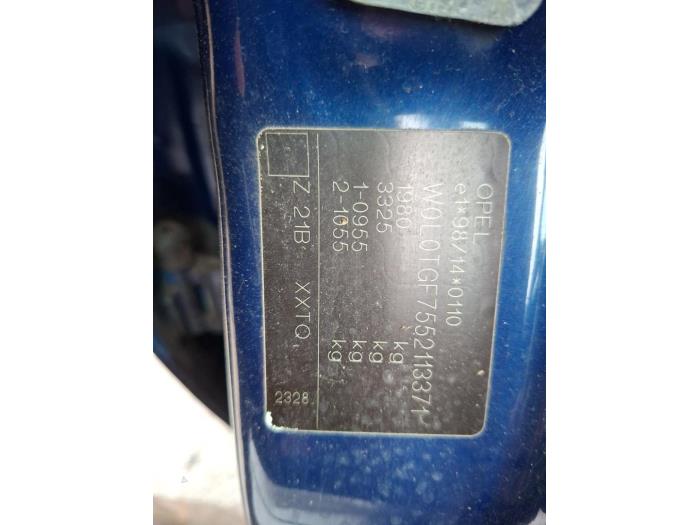 OPEL
e1*98/14*0110
W0L0TGF7552113371
1980 kg
3325 kg
1-0955 kg
2-1055 kg
Z 21B XXTQ
2328